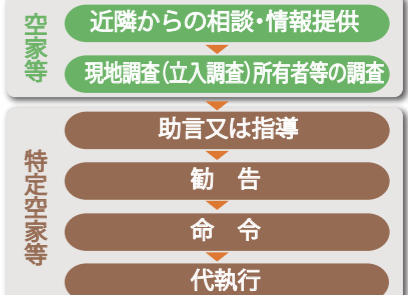 空家等
近隣からの相談・情報提供
現地調査（立入調査）所有者等の調査
特定空家等
助言又は指導
勧　告
命　令
代執行